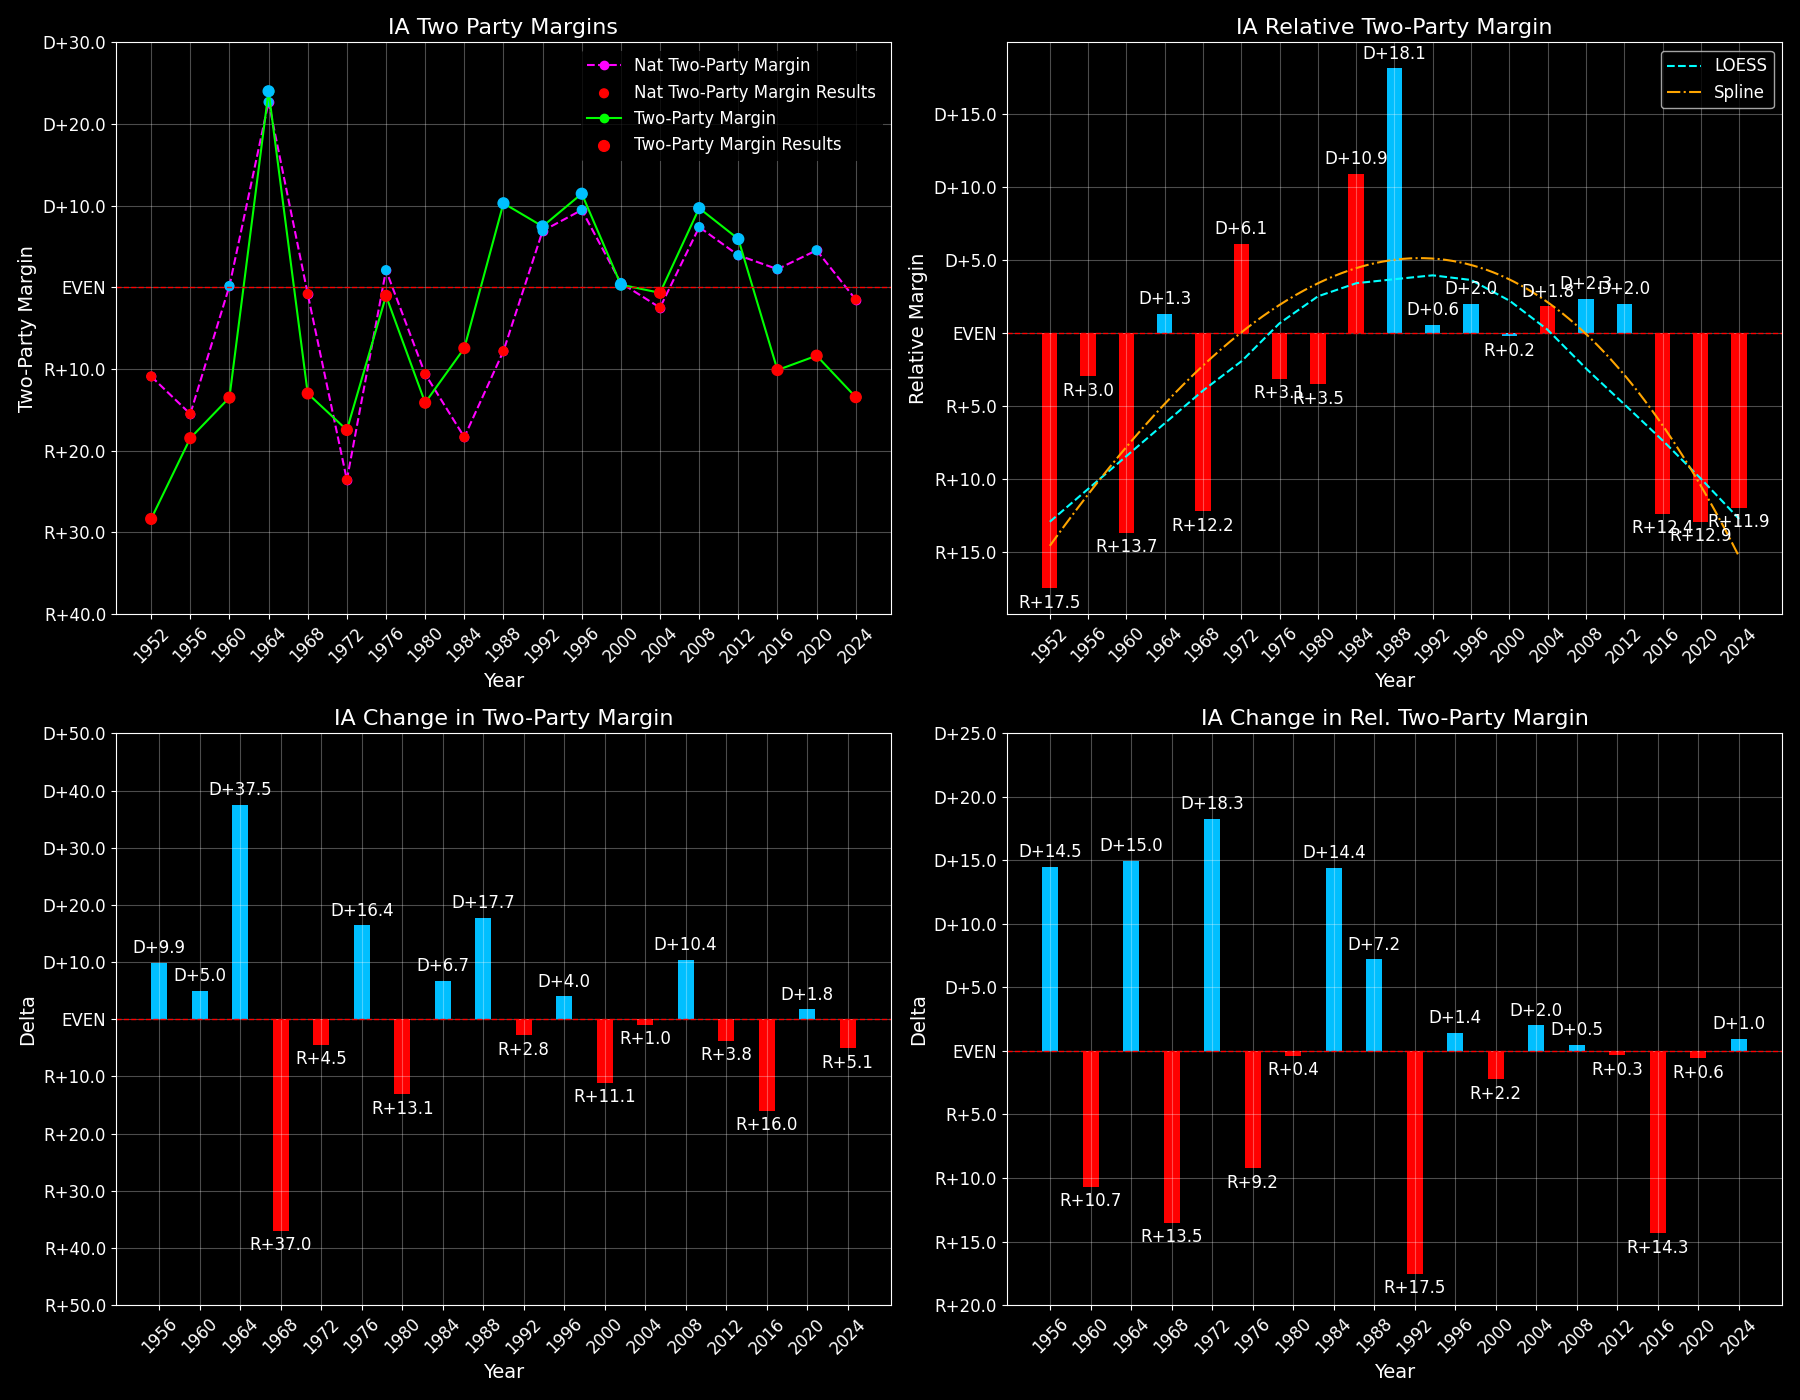 IA Two Party Margins
D+30.0
D+20.0
D+10.0
EVEN
R+10.0
R+20.0
R+30.0
R+40.0
Two-Party Margin
Nat Two-Party Margin
Nat Two-Party Margin Results
Two-Party Margin
Two-Party Margin Results
1952
1956
1960
1964
1968
1972
1976
1980
1984
1988
1992
1996
2000
2004
2008
2012
2016
2020
2024
Year
IA Relative Two-Party Margin
D+15.0
D+10.0
D+5.0
EVEN
R+5.0
R+10.0
R+15.0
Relative Margin
LOESS
Spline
R+17.5
R+3.0
R+13.7
D+1.3
R+12.2
D+6.1
R+3.1
R+3.5
D+10.9
D+18.1
D+0.6
D+2.0
R+0.2
D+1.8
D+2.3
D+2.0
R+12.4
R+12.9
R+11.9
1952
1956
1960
1964
1968
1972
1976
1980
1984
1988
1992
1996
2000
2004
2008
2012
2016
2020
2024
Year
IA Change in Two-Party Margin
D+50.0
D+40.0
D+30.0
D+20.0
D+10.0
EVEN
R+10.0
R+20.0
R+30.0
R+40.0
R+50.0
Delta
D+9.9
D+5.0
D+37.5
R+37.0
R+4.5
D+16.4
R+13.1
D+6.7
D+17.7
R+2.8
D+4.0
R+11.1
R+1.0
D+10.4
R+3.8
R+16.0
D+1.8
R+5.1
1956
1960
1964
1968
1972
1976
1980
1984
1988
1992
1996
2000
2004
2008
2012
2016
2020
2024
Year
IA Change in Rel. Two-Party Margin
D+25.0
D+20.0
D+15.0
D+10.0
D+5.0
EVEN
R+5.0
R+10.0
R+15.0
R+20.0
Delta
D+14.5
R+10.7
D+15.0
R+13.5
D+18.3
R+9.2
R+0.4
D+14.4
D+7.2
R+17.5
D+1.4
R+2.2
D+2.0
D+0.5
R+0.3
R+14.3
R+0.6
D+1.0
1956
1960
1964
1968
1972
1976
1980
1984
1988
1992
1996
2000
2004
2008
2012
2016
2020
2024
Year